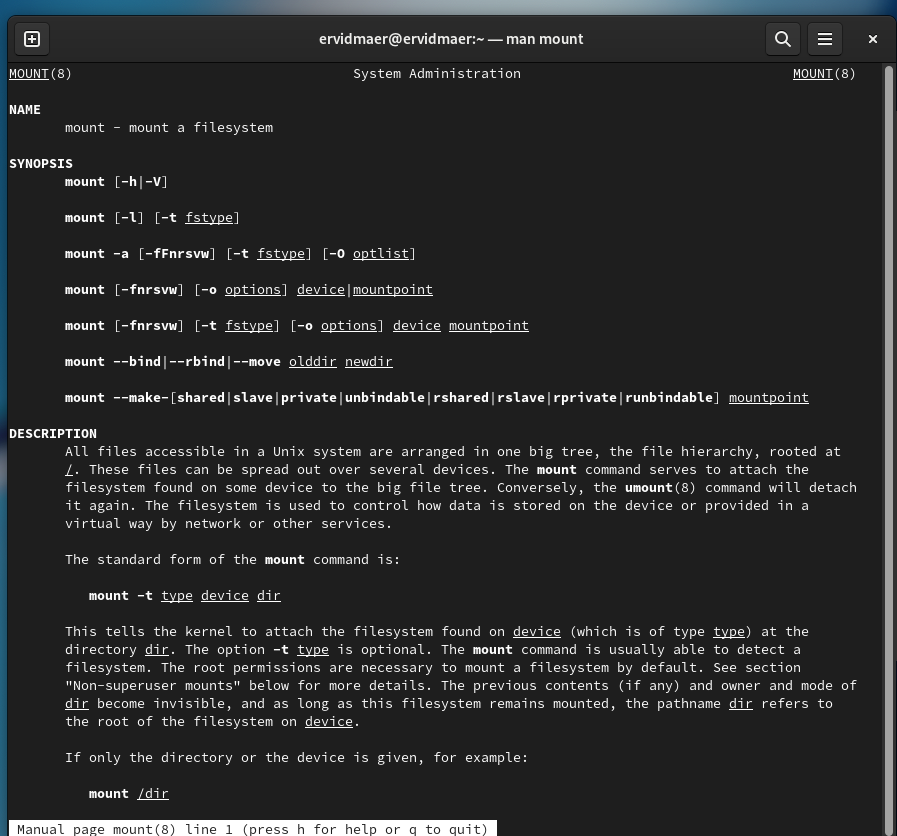 ervidmaer@ervidmaer:~ — man mount
MOUNT(8) System Administration MOUNT(8)
NAME
mount - mount a filesystem
SYNOPSIS
mount [-h|-V]
mount [-l] [-t fstype]
mount -a [-fFnrsvw] [-t fstype] [-O optlist]
mount [-fnrsvw] [-o options] device|mountpoint
mount [-fnrsvw] [-t fstype] [-o options] device mountpoint
mount --bind|--rbind|--move olddir newdir
mount --make-[shared|slave|private|unbindable|rshared|rslave|rprivate|runbindable] mountpoint
DESCRIPTION
All files accessible in a Unix system are arranged in one big tree, the file hierarchy, rooted at
/. These files can be spread out over several devices. The mount command serves to attach the
filesystem found on some device to the big file tree. Conversely, the umount(8) command will detach
it again. The filesystem is used to control how data is stored on the device or provided in a
virtual way by network or other services.
The standard form of the mount command is:
mount -t type device dir
This tells the kernel to attach the filesystem found on device (which is of type type) at the
directory dir. The option -t type is optional. The mount command is usually able to detect a
filesystem. The root permissions are necessary to mount a filesystem by default. See section
"Non-superuser mounts" below for more details. The previous contents (if any) and owner and mode of
dir become invisible, and as long as this filesystem remains mounted, the pathname dir refers to
the root of the filesystem on device.
If only the directory or the device is given, for example:
mount /dir
Manual page mount(8) line 1 (press h for help or q to quit)